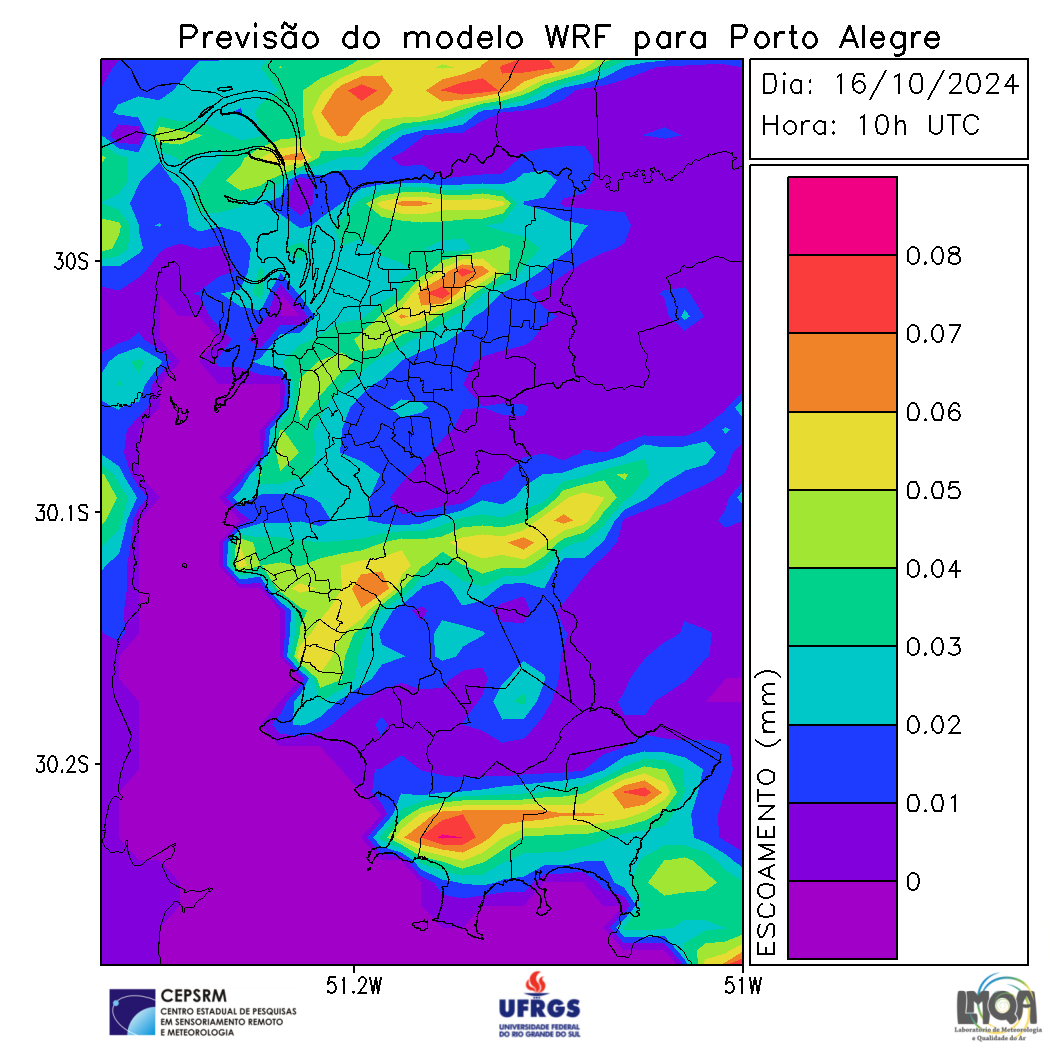 Previsão do modelo WRF para Porto Alegre
Dia: 16/10/2024
Hora: 10h UTC
30S
30.1S
30.2S
51.2W
51W
ESCOAMENTO (mm)
0.08
0.07
0.06
0.05
0.04
0.03
0.02
0.01
0
CEPSRM
CENTRO ESTADUAL DE PESQUISAS
EM SENSORIAMENTO REMOTO
E METEOROLOGIA
UFRGS
UNIVERSIDADE FEDERAL
DO RIO GRANDE DO SUL
LMQA
Laboratório de Meteorologia
e Qualidade do Ar